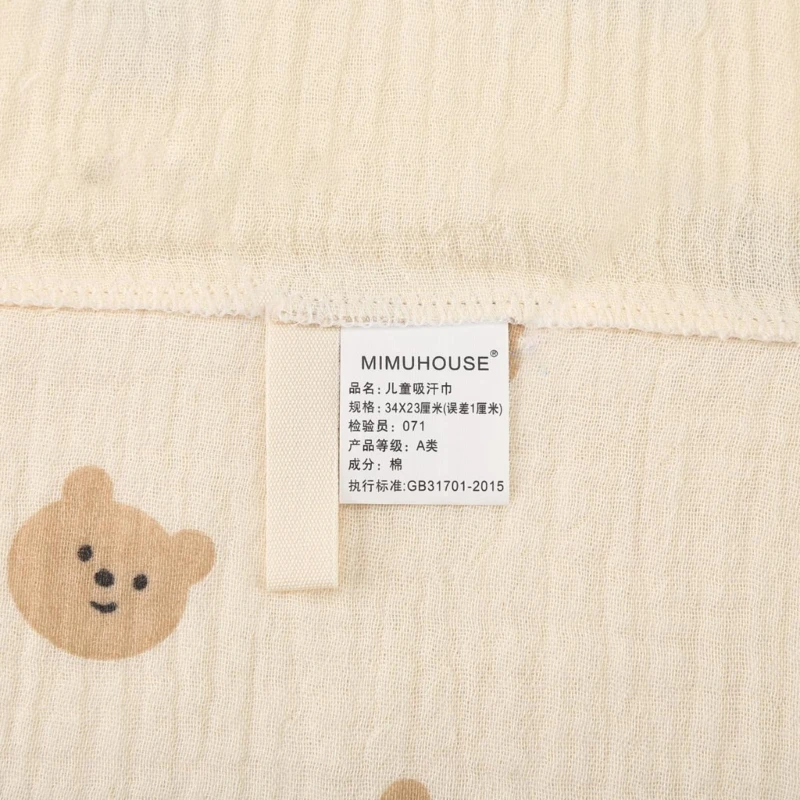 MIMUHOUSE®
品名：儿童吸汗巾
规格：34X23厘米(误差1厘米)
检验员：071
产品等级：A类
成分：棉
执行标准:GB31701-2015